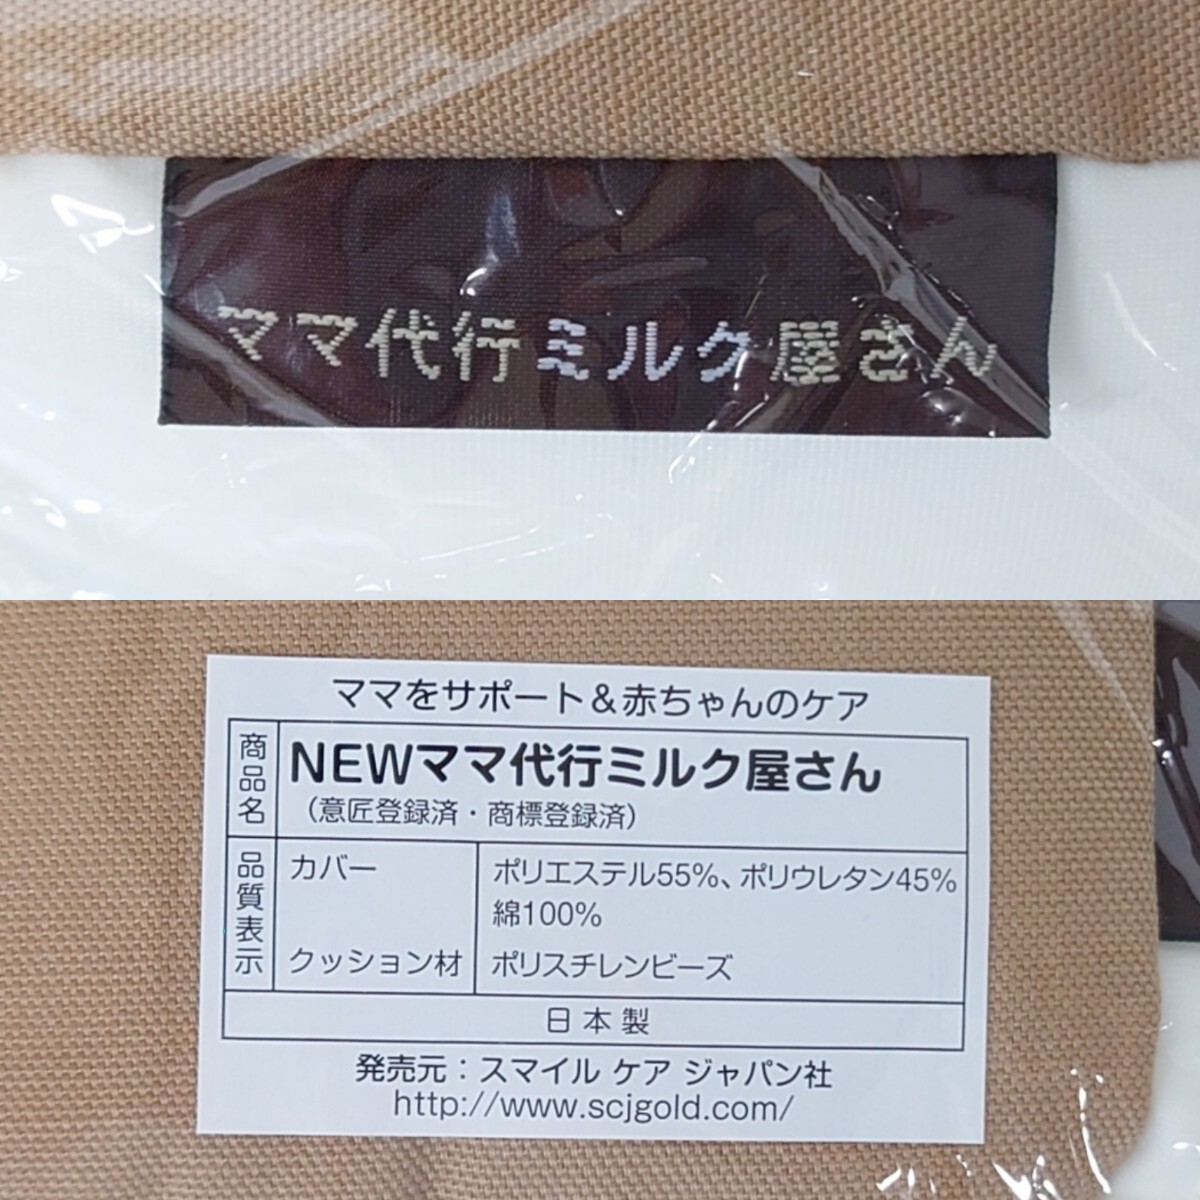 ママ代行ミルク屋さん
ママをサポート＆赤ちゃんのケア
商品名
NEWママ代行ミルク屋さん
（意匠登録済・商標登録済）
品質表示
カバー
ポリエステル55%、ポリウレタン45%
綿100%
クッション材
ポリスチレンビーズ
日本製
発売元：スマイル ケア ジャパン社
http://www.scjgold.com/